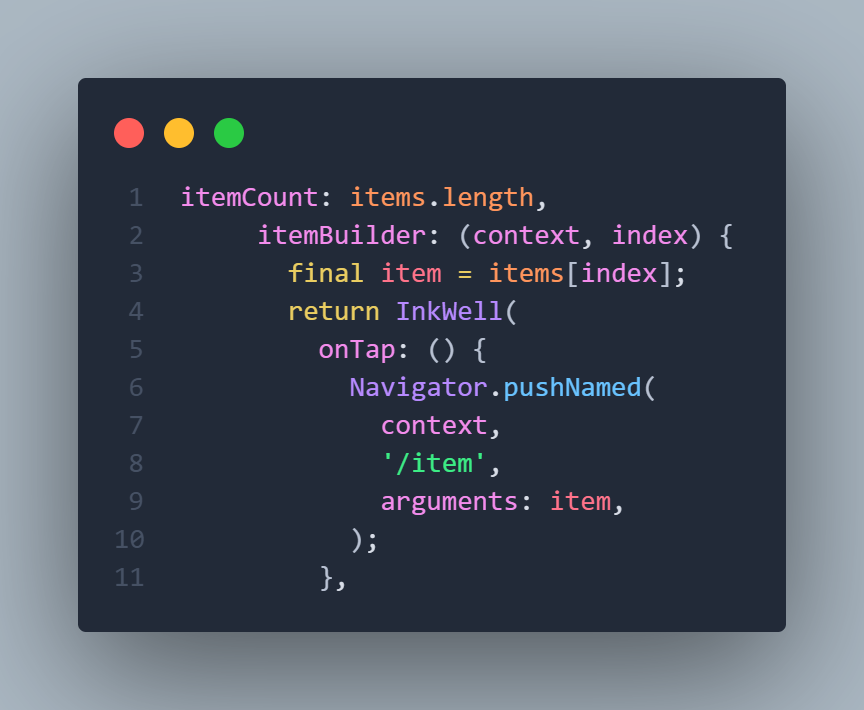 1 itemCount: items.length,
2 itemBuilder: (context, index) {
3 final item = items[index];
4 return InkWell(
5 onTap: () {
6 Navigator.pushNamed(
7 context,
8 '/item',
9 arguments: item,
10 );
11 },